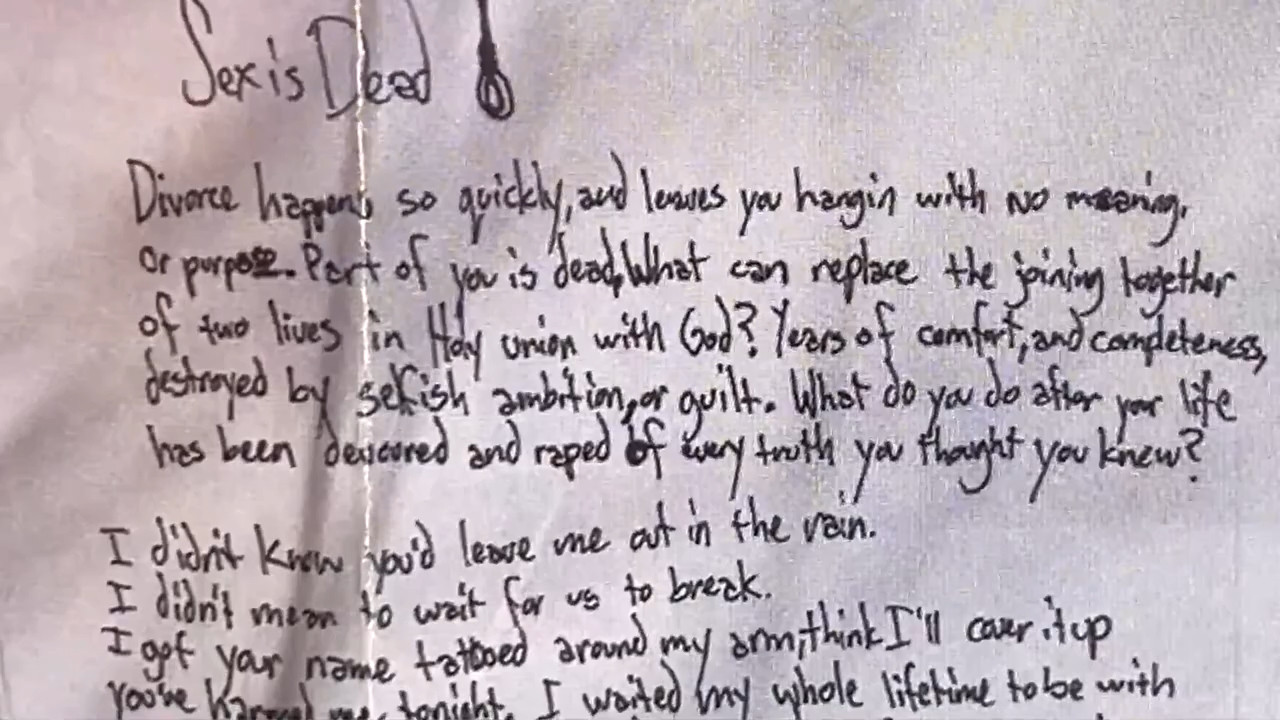 Sex is Dead
Divorce happens so quickly, and leaves you hangin with no meaning,
or purpose. Part of you is dead, What can replace the joining together
of two lives in Holy union with God? Years of comfort, and completeness,
destroyed by selfish ambition, or guilt. What do you do after your life
has been devoured and raped of every truth you thought you knew?
I didn't know you'd leave me out in the rain.
I didn't mean to wait for us to break.
I got your name tattooed around my arm, think I'll cover it up
you've me, tonight. I waited my whole lifetime to be with